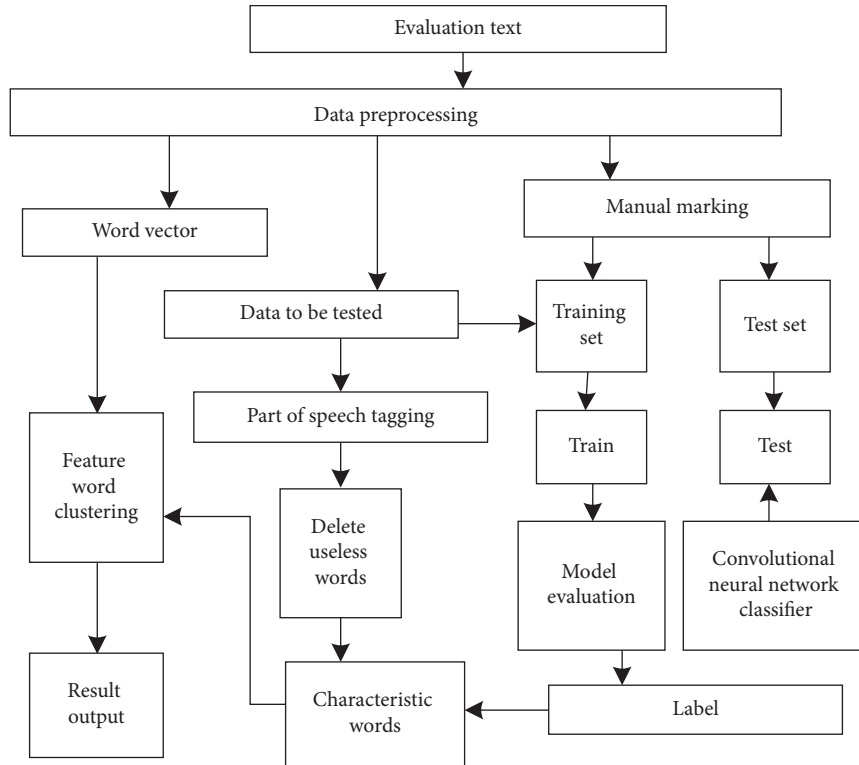 Evaluation text
Data preprocessing
Manual marking
Word vector
Data to be tested
Training
set
Test set
Part of speech tagging
Train
Test
Feature
word
clustering
Delete
useless
words
Model
evaluation
Convolutional
neural network
classifier
Result
output
Characteristic
words
Label